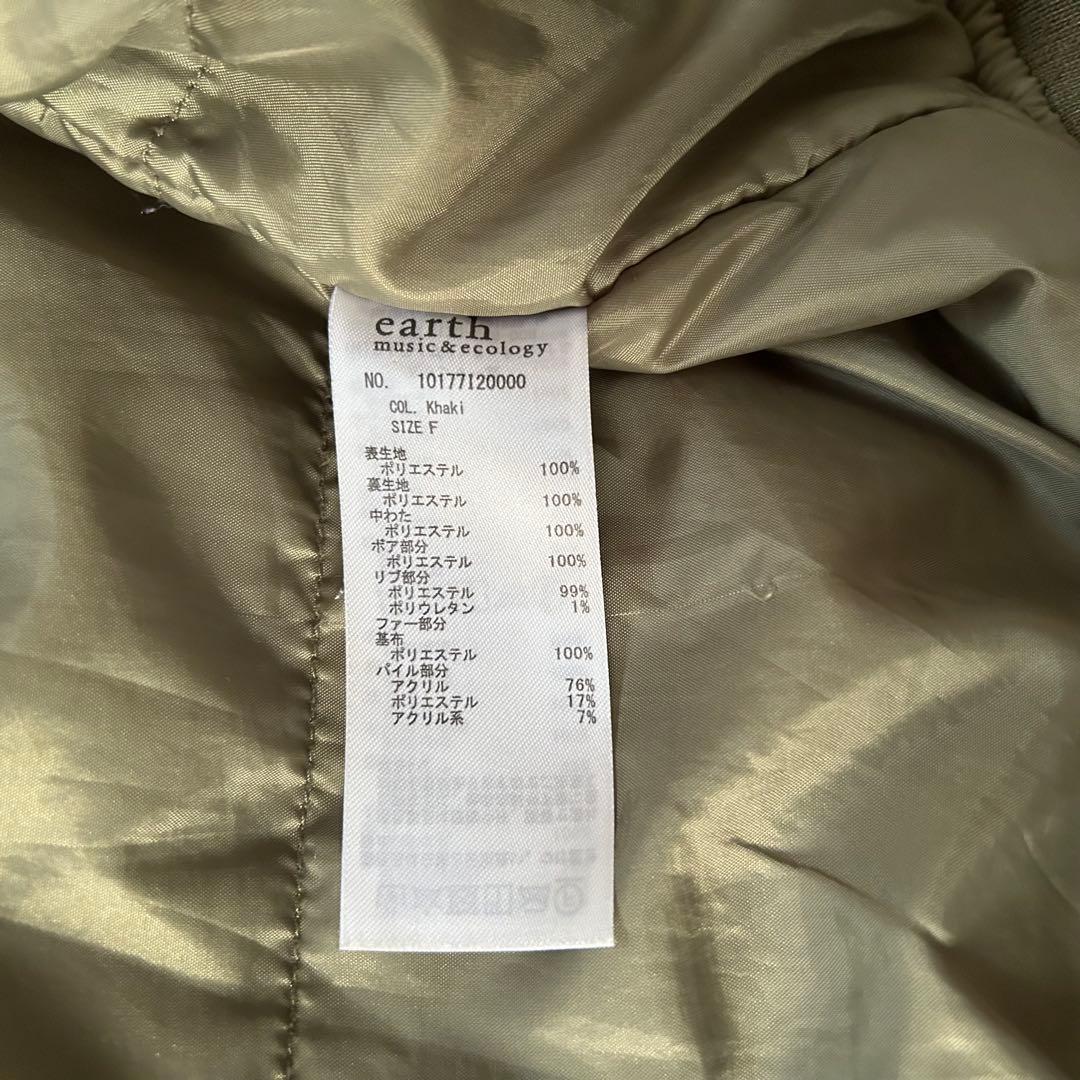 earth
music&ecology
NO. 10177I20000
COL. Khaki
SIZE F
表生地
ポリエステル 100%
裏生地
ポリエステル 100%
中わた
ポリエステル 100%
ボア部分
ポリエステル 100%
リブ部分
ポリエステル 99%
ポリウレタン 1%
ファー部分
基布
ポリエステル 100%
パイル部分
アクリル 76%
ポリエステル 17%
アクリル系 7%